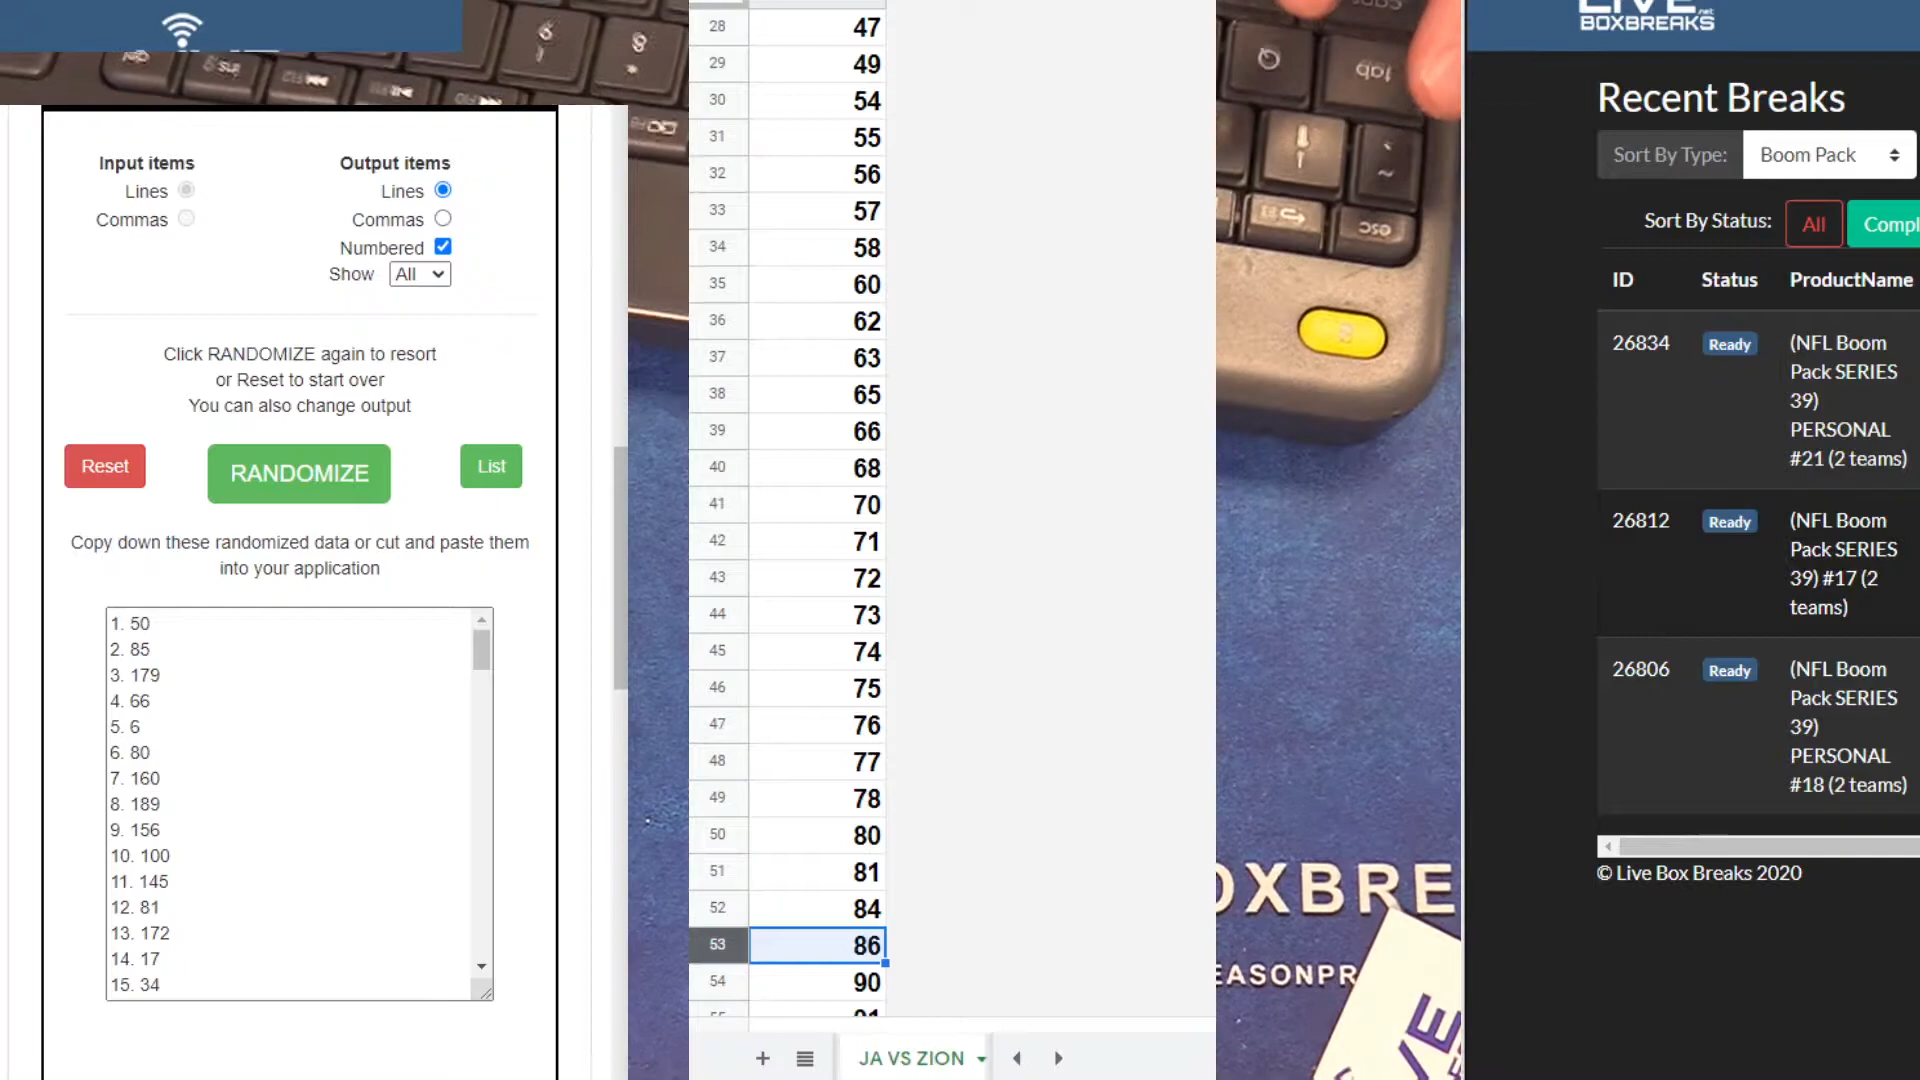 Input items
Lines
Commas
Output items
Lines
Commas
Numbered
Show All
Click RANDOMIZE again to resort
or Reset to start over
You can also change output
Reset
RANDOMIZE
List
Copy down these randomized data or cut and paste them
into your application
1. 50
2. 85
3. 179
4. 66
5. 6
6. 80
7. 160
8. 189
9. 156
10. 100
11. 145
12. 81
13. 172
14. 17
15. 34
28 47
29 49
30 54
31 55
32 56
33 57
34 58
35 60
36 62
37 63
38 65
39 66
40 68
41 70
42 71
43 72
44 73
45 74
46 75
47 76
48 77
49 78
50 80
51 81
52 84
53 86
54 90
JA VS ZION
tab
esc
OXBRE
EASONPR
LIVE
.net
BOXBREAKS
Recent Breaks
Sort By Type: Boom Pack
Sort By Status: All Compl
ID Status ProductName
26834 Ready (NFL Boom
Pack SERIES
39)
PERSONAL
#21 (2 teams)
26812 Ready (NFL Boom
Pack SERIES
39) #17 (2
teams)
26806 Ready (NFL Boom
Pack SERIES
39)
PERSONAL
#18 (2 teams)
© Live Box Breaks 2020